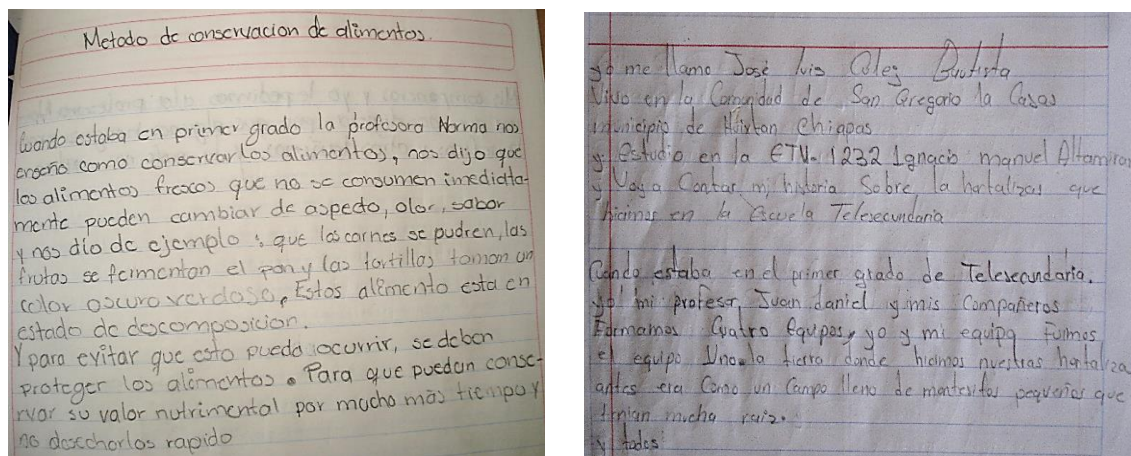 Metodo de conservacion de alimentos.
Cuando estaba en primer grado la profesora Norma nos
enseño como conservar los alimentos, nos dijo que
los alimentos frescos que no se consumen inmediata-
mente pueden cambiar de aspecto, olor, sabor
y nos dio de ejemplo: que las carnes se pudren, las
frutas se fermentan el pan y las tortillas toman un
color oscuro verdoso. Estos alimento esta en
estado de descomposicion.
Y para evitar que esto pueda ocurrir, se deben
proteger los alimentos. Para que puedan conse-
rvar su valor nutrimental por mucho más tiempo y
no desecharlos rapido
yo me llamo José luis Bautista
Vivo en la Comunidad de San Gregorio la Casas
municipio de Huixtan Chiapas
y estudio en la ETV. 1232 Ignacio manuel Altamiran
y Voy a Contar mi historia Sobre la hortalizas que
hicimos en la Escuela Telesecundaria
Cuando estaba en el primer grado de Telesecundaria.
yo mi profesor Juan daniel y mis Compañeros
Formamos Cuatro equipos, yo y mi equipo Fuimos
el equipo Uno. la tierra donde hicimos nuestras hortaliza
antes era Como un Campo lleno de pequeñas que
tenian mucha raiz.
y todos